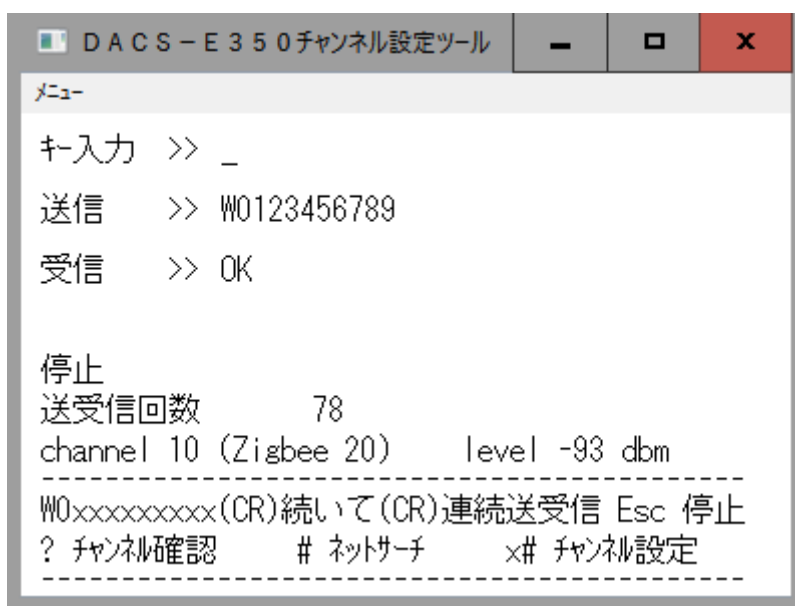 ＤＡＣＳ－Ｅ３５０チャンネル設定ツール
ﾒﾆｭｰ
ｷｰ入力 >> _
送信 >> W0123456789
受信 >> OK
停止
送受信回数 78
channel 10 (Zigbee 20) level -93 dbm
---------------------------------------------
W0xxxxxxxxx(CR)続いて(CR)連続送受信 Esc 停止
? ﾁｬﾝﾈﾙ確認 # ﾈｯﾄｻｰﾁ x# ﾁｬﾝﾈﾙ設定
---------------------------------------------